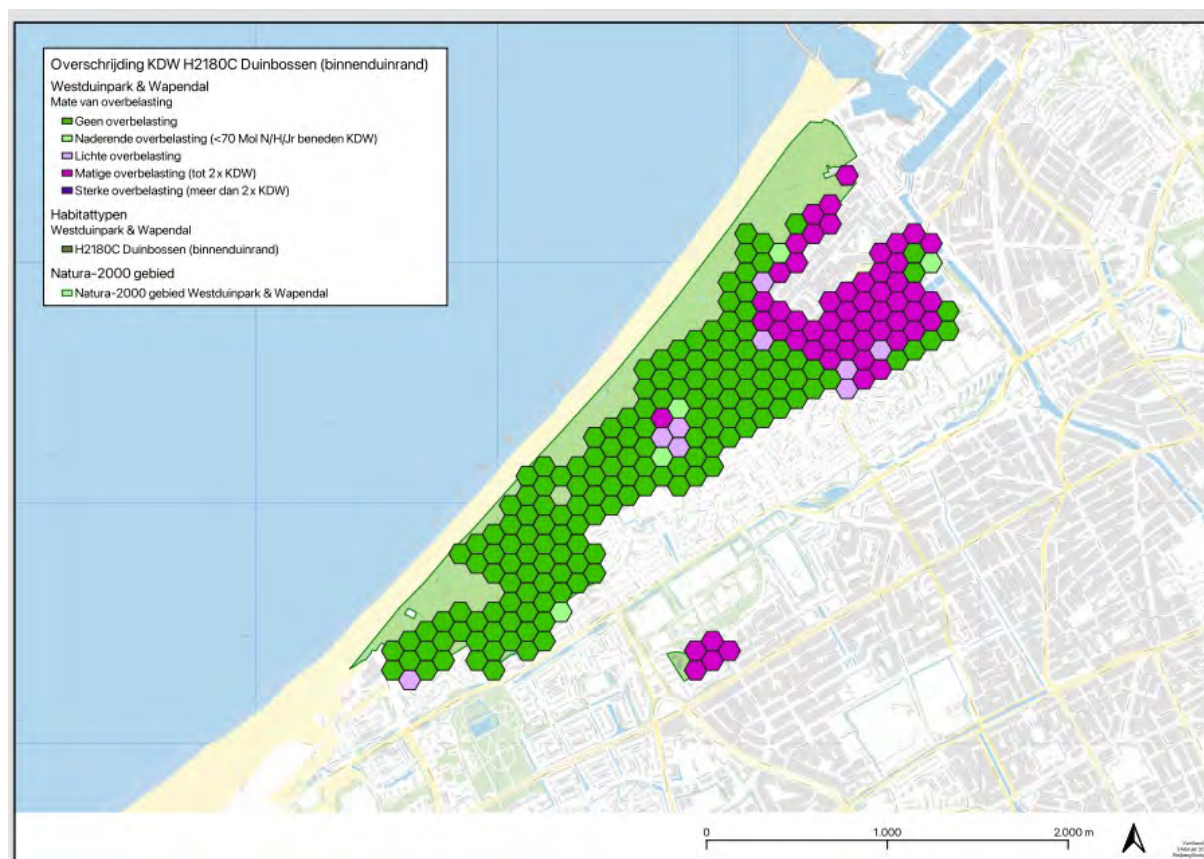 Overschrijding KDW H2180C Duinbossen (binnenduinrand)
Westduinpark & Wapendal
Mate van overbelasting
Geen overbelasting
Naderende overbelasting (<70 Mol N/H/Jr beneden KDW)
Lichte overbelasting
Matige overbelasting (tot 2x KDW)
Sterke overbelasting (meer dan 2x KDW)
Habitattypen
Westduinpark & Wapendal
H2180C Duinbossen (binnenduinrand)
Natura-2000 gebied
Natura-2000 gebied Westduinpark & Wapendal
0 1.000 2.000 m